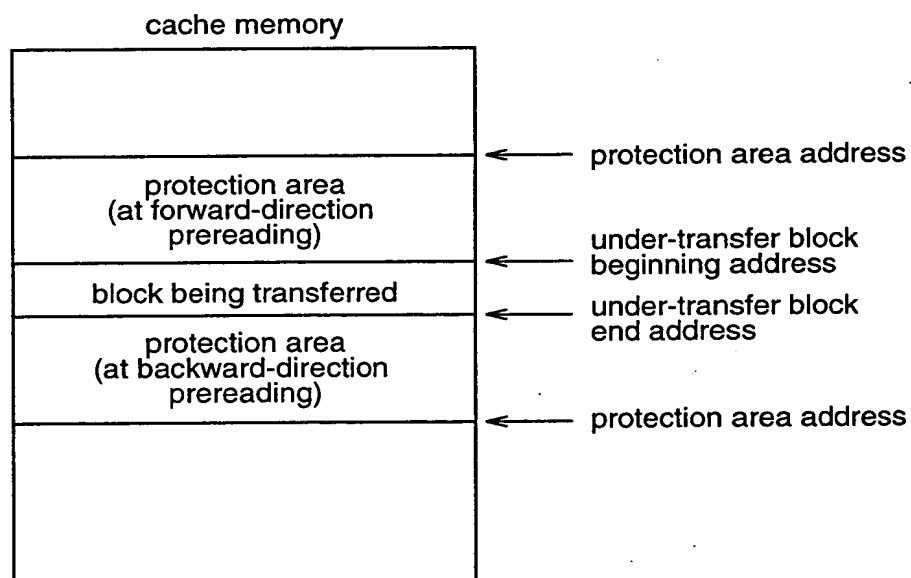 cache memory
protection area address
protection area
(at forward-direction
prereading)
under-transfer block
beginning address
block being transferred
under-transfer block
end address
protection area
(at backward-direction
prereading)
protection area address